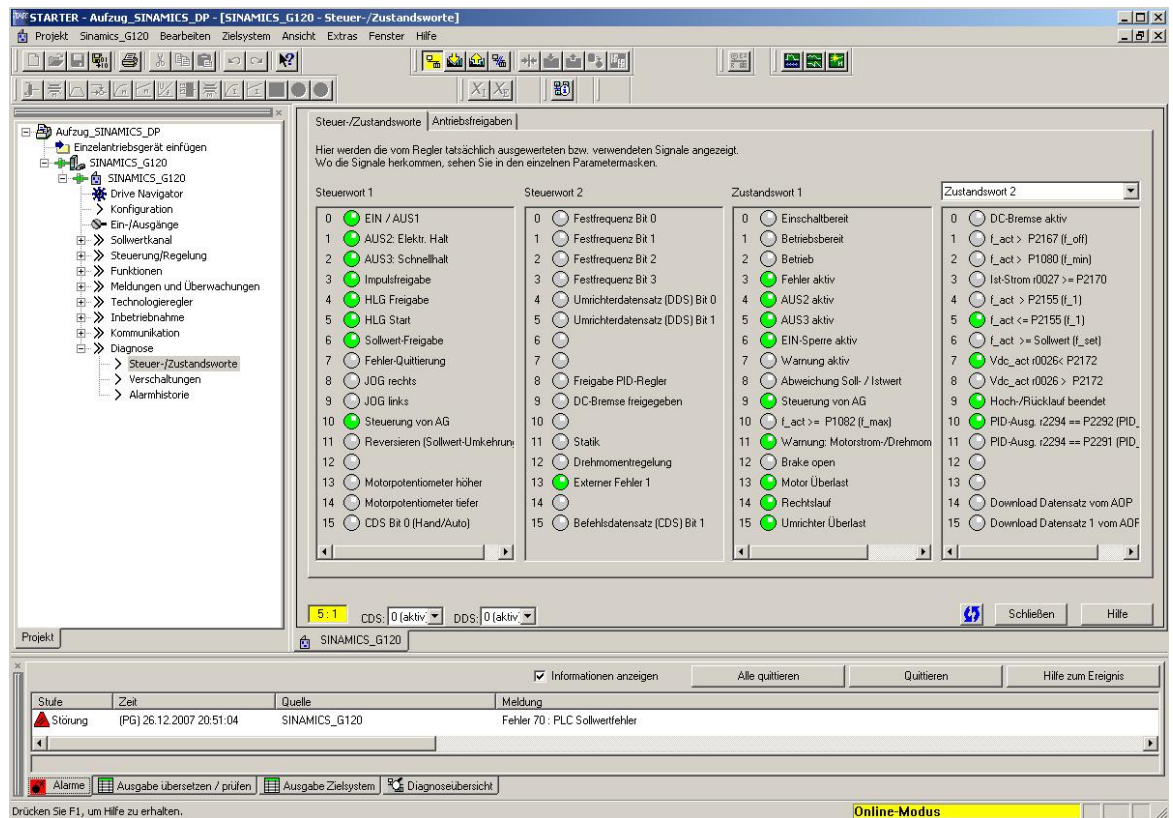 STARTER - Aufzug_SINAMICS_DP - [SINAMICS_G120 - Steuer-/Zustandsworte]
Projekt Sinamics_G120 Bearbeiten Zielsystem Ansicht Extras Fenster Hilfe
Aufzug_SINAMICS_DP
Einzelantriebsgerät einfügen
SINAMICS_G120
SINAMICS_G120
Drive Navigator
Konfiguration
Ein-/Ausgänge
Sollwertkanal
Steuerung/Regelung
Funktionen
Meldungen und Überwachungen
Technologieregler
Inbetriebnahme
Kommunikation
Diagnose
Steuer-/Zustandsworte
Verschaltungen
Alarmhistorie
Projekt
Steuer-/Zustandsworte Antriebsfreigaben
Hier werden die vom Regler tatsächlich ausgewerteten bzw. verwendeten Signale angezeigt.
Wo die Signale herkommen, sehen Sie in den einzelnen Parametermasken.
Steuerwort 1
0 EIN / AUS1
1 AUS2: Elektr. Halt
2 AUS3: Schnellhalt
3 Impulsfreigabe
4 HLG Freigabe
5 HLG Start
6 Sollwert-Freigabe
7 Fehler-Quittierung
8 JOG rechts
9 JOG links
10 Steuerung von AG
11 Reversieren (Sollwert-Umkehrung
12
13 Motorpotentiometer höher
14 Motorpotentiometer tiefer
15 CDS Bit 0 (Hand/Auto)
Steuerwort 2
0 Festfrequenz Bit 0
1 Festfrequenz Bit 1
2 Festfrequenz Bit 2
3 Festfrequenz Bit 3
4 Umrichterdatensatz (DDS) Bit 0
5 Umrichterdatensatz (DDS) Bit 1
6
7
8 Freigabe PID-Regler
9 DC-Bremse freigegeben
10
11 Statik
12 Drehmomentregelung
13 Externer Fehler 1
14
15 Befehlsdatensatz (CDS) Bit 1
Zustandswort 1
0 Einschaltbereit
1 Betriebsbereit
2 Betrieb
3 Fehler aktiv
4 AUS2 aktiv
5 AUS3 aktiv
6 EIN-Sperre aktiv
7 Warnung aktiv
8 Abweichung Soll- / Istwert
9 Steuerung von AG
10 f_act >= P1082 (f_max)
11 Warnung: Motorstrom-/Drehmom
12 Brake open
13 Motor Überlast
14 Rechtslauf
15 Umrichter Überlast
Zustandswort 2
0 DC-Bremse aktiv
1 f_act > P2167 (f_off)
2 f_act > P1080 (f_min)
3 Ist-Strom r0027 >= P2170
4 f_act > P2155 (f_1)
5 f_act <= P2155 (f_1)
6 f_act >= Sollwert (f_set)
7 Vdc_act r0026< P2172
8 Vdc_act r0026 > P2172
9 Hoch-/Rücklauf beendet
10 PID-Ausg. r2294 == P2292 (PID_
11 PID-Ausg. r2294 == P2291 (PID_
12
13
14 Download Datensatz vom AOP
15 Download Datensatz 1 vom AOP
5 : 1 CDS: 0 (aktiv) DDS: 0 (aktiv) Schließen Hilfe
SINAMICS_G120
Informationen anzeigen Alle quittieren Quittieren Hilfe zum Ereignis
Stufe Zeit Quelle Meldung
Störung (PG) 26.12.2007 20:51:04 SINAMICS_G120 Fehler 70 : PLC Sollwertfehler
Alarme Ausgabe übersetzen / prüfen Ausgabe Zielsystem Diagnoseübersicht
Drücken Sie F1, um Hilfe zu erhalten. Online-Modus